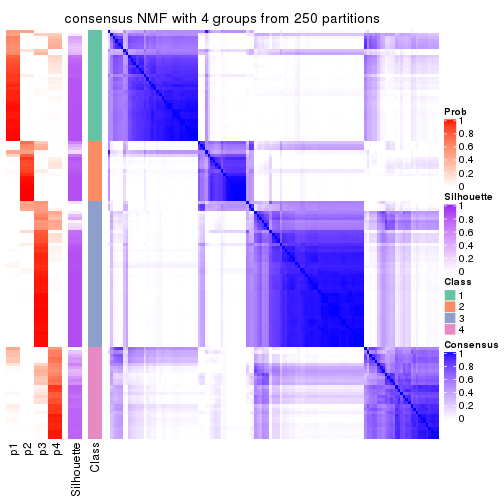 consensus NMF with 4 groups from 250 partitions
p1
p2
p3
p4
Silhouette
Class
Prob
1
0.8
0.6
0.4
0.2
0
Silhouette
1
0.8
0.6
0.4
0.2
0
Class
1
2
3
4
Consensus
1
0.8
0.6
0.4
0.2
0